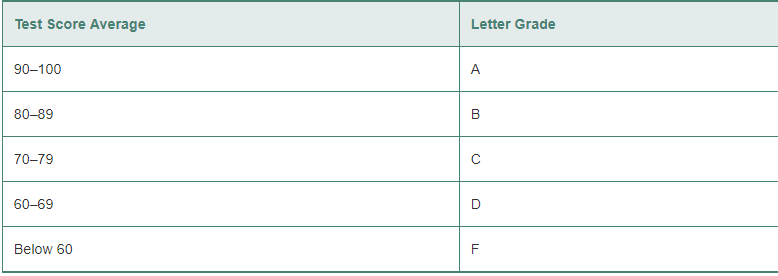 Test Score Average Letter Grade
90–100 A
80–89 B
70–79 C
60–69 D
Below 60 F